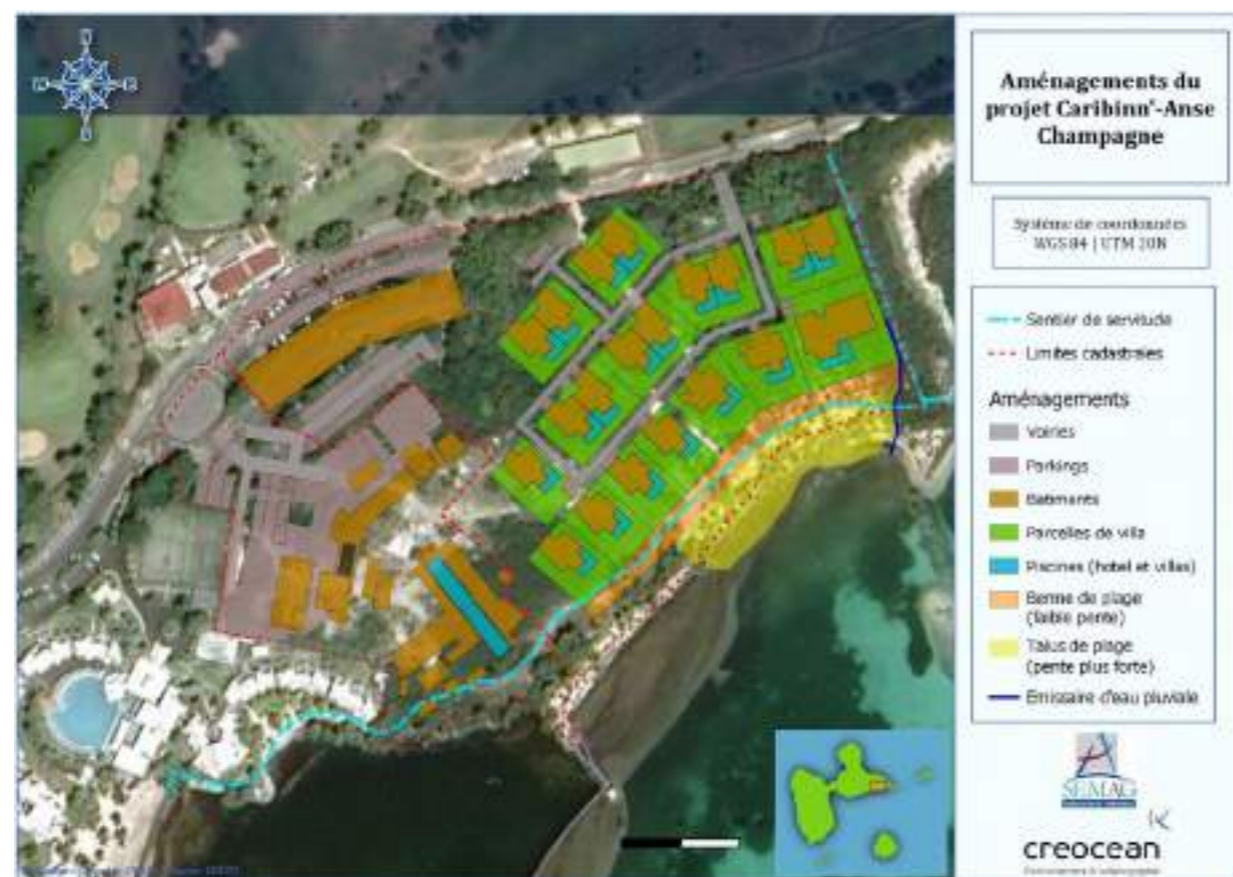 Aménagements du
projet Caribinn'-Anse
Champagne
Système de coordonnées
WGS 84 | UTM 20N
Sentier de servitude
Limites cadastrales
Aménagements
Voiries
Parkings
Batiments
Parcelles de villa
Piscines (hotel et villas)
Berme de plage
(faible pente)
Talus de plage
(pente plus forte)
Emissaire d'eau pluviale
SEMAG
creocean